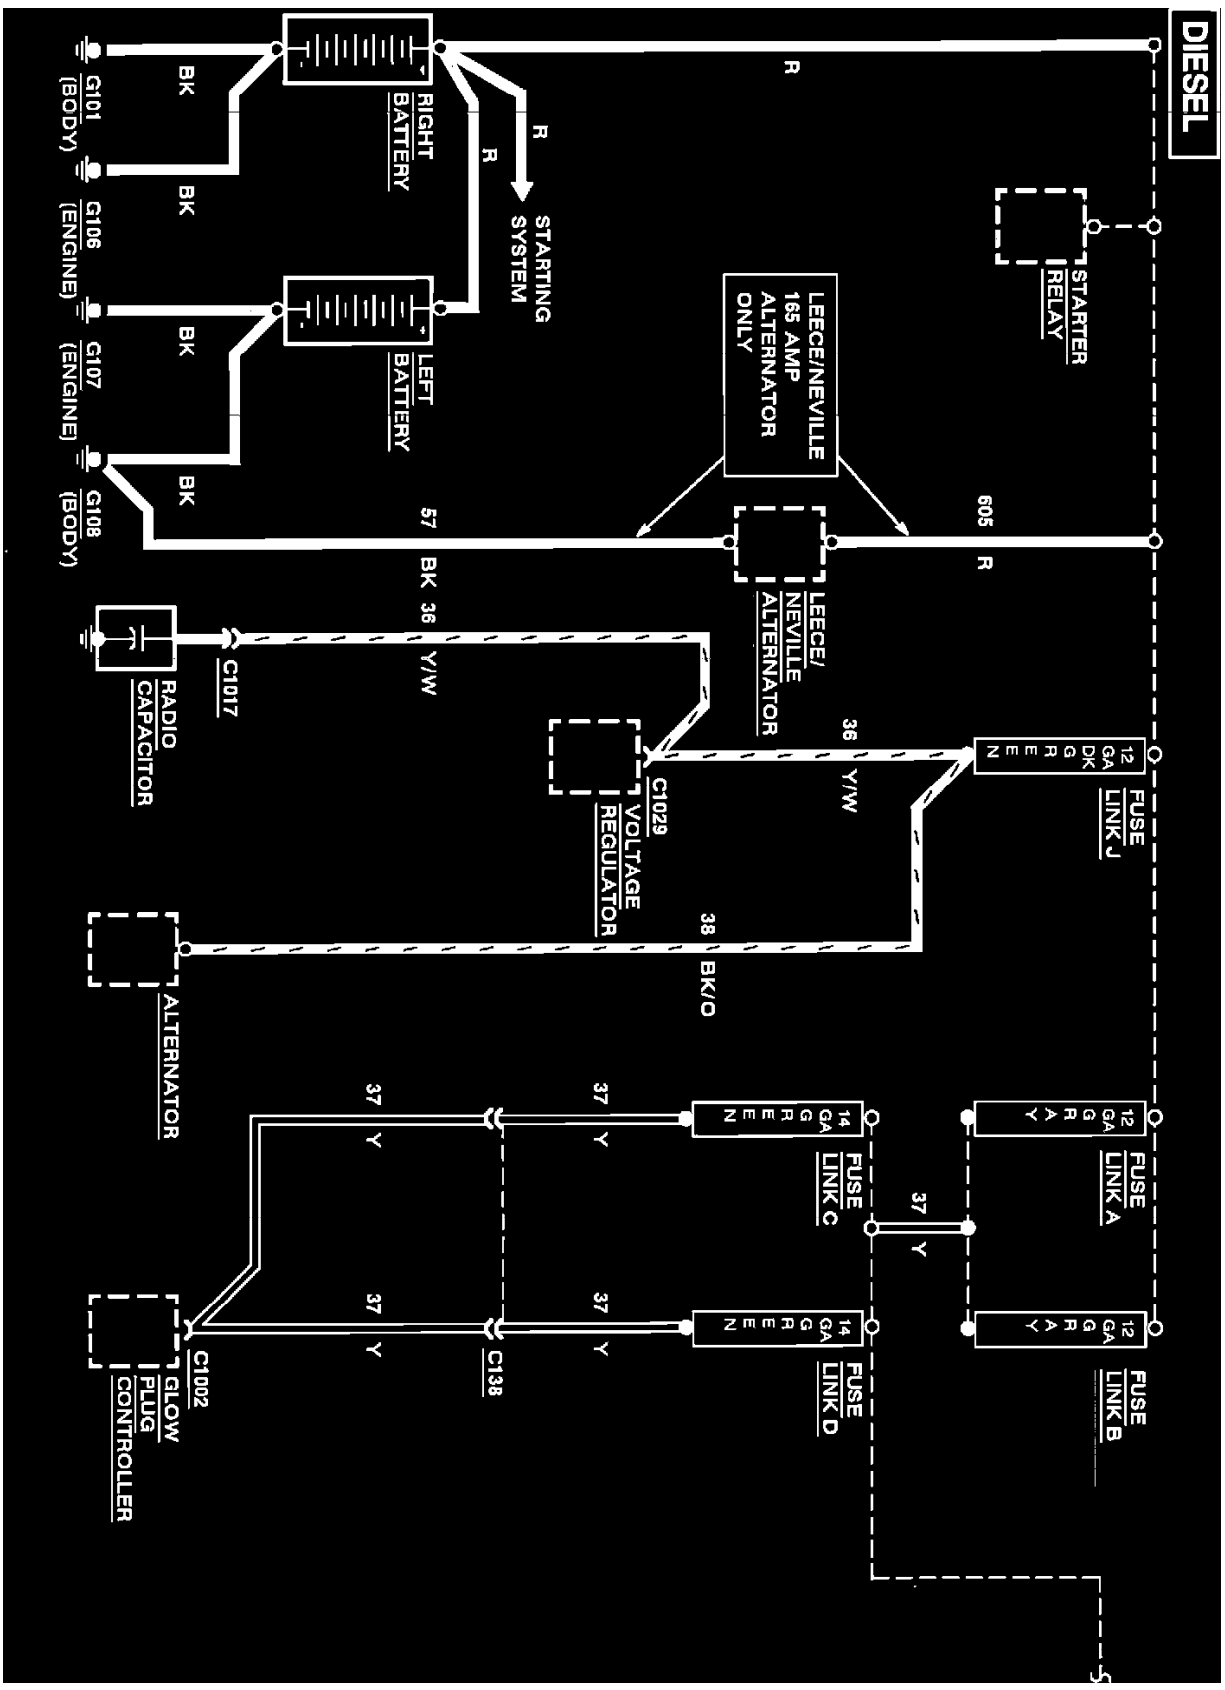 DIESEL
STARTER
RELAY
12
GA
DK
GREEN
FUSE
LINK J
12
GA
GRAY
FUSE
LINK A
12
GA
GRAY
FUSE
LINK B
R
LEECE/NEVILLE
165 AMP
ALTERNATOR
ONLY
605 R
LEECE/
NEVILLE
ALTERNATOR
36 Y/W
37 Y
14
GA
GREEN
FUSE
LINK C
14
GA
GREEN
FUSE
LINK D
R
R
STARTING
SYSTEM
C1029
VOLTAGE
REGULATOR
38 BK/O
37 Y
37 Y
C138
RIGHT
BATTERY
LEFT
BATTERY
+
-
+
-
57 BK
36 Y/W
37 Y
37 Y
BK
BK
BK
BK
C1017
C1002
RADIO
CAPACITOR
ALTERNATOR
GLOW
PLUG
CONTROLLER
G101
(BODY)
G106
(ENGINE)
G107
(ENGINE)
G108
(BODY)